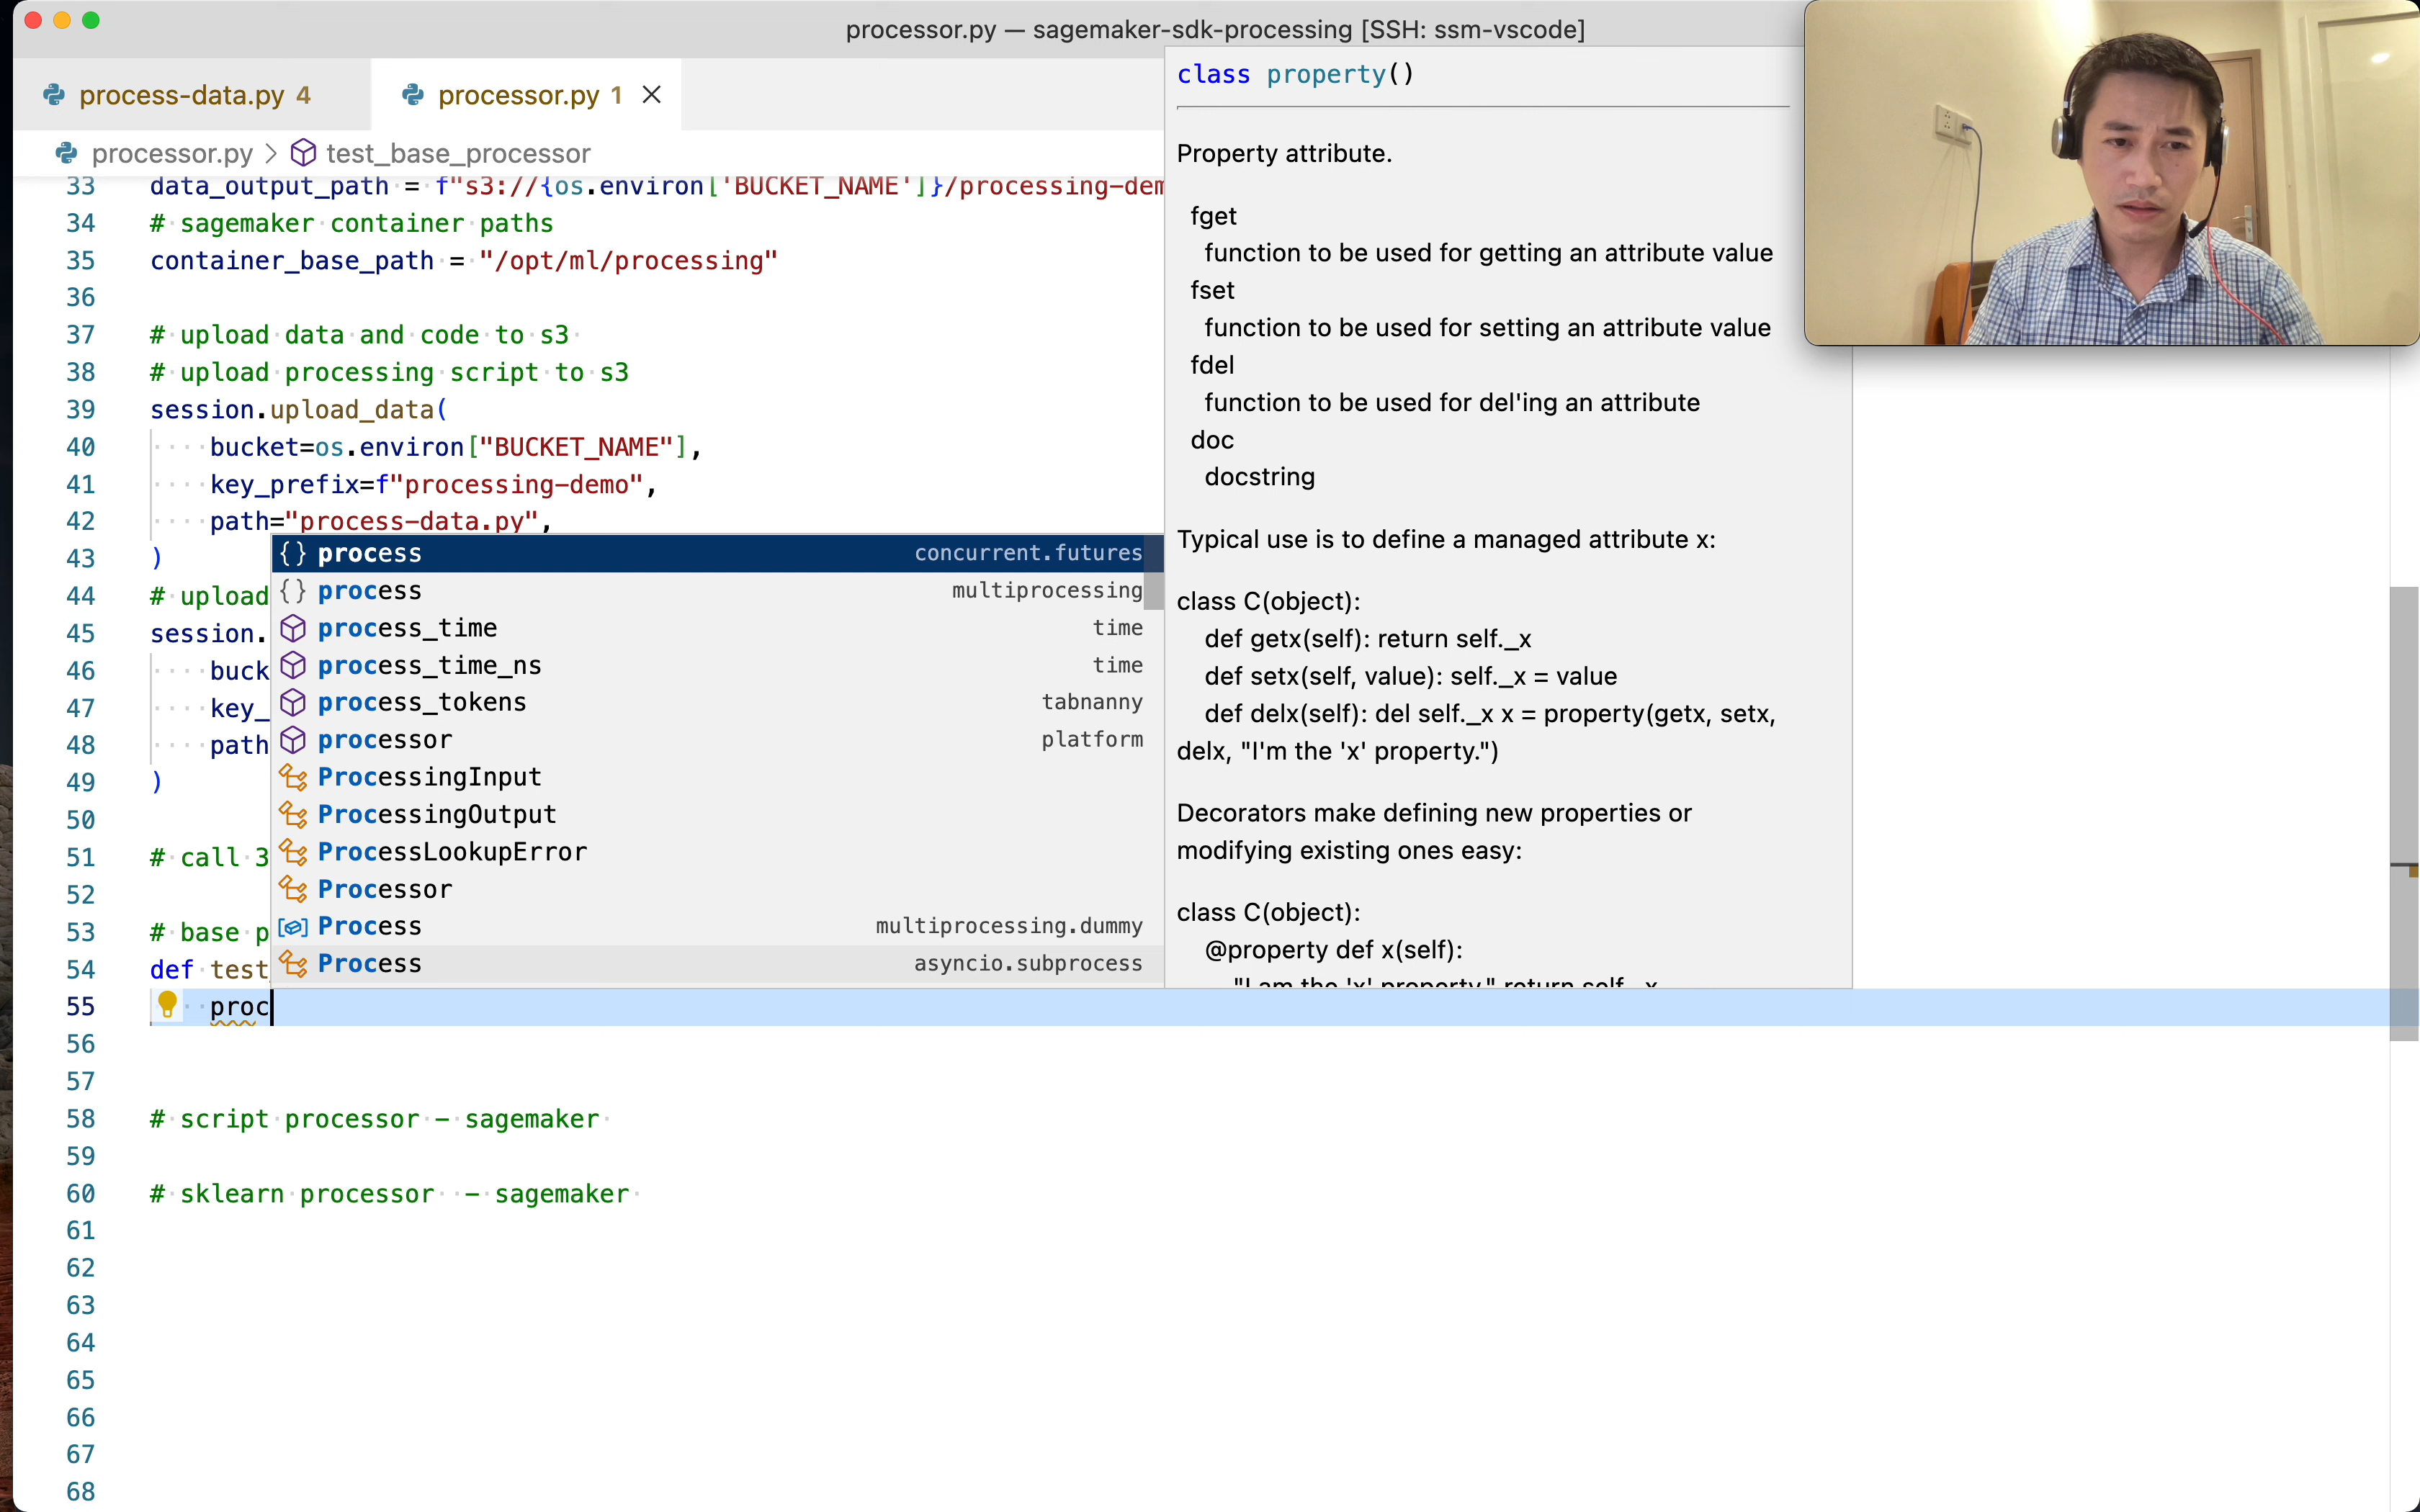 processor.py — sagemaker-sdk-processing [SSH: ssm-vscode]
process-data.py 4
processor.py 1
processor.py > test_base_processor
33 data_output_path = f"s3://{os.environ['BUCKET_NAME']}/processing-dem
34 # sagemaker container paths
35 container_base_path = "/opt/ml/processing"
36
37 # upload data and code to s3
38 # upload processing script to s3
39 session.upload_data(
40 bucket=os.environ["BUCKET_NAME"],
41 key_prefix=f"processing-demo",
42 path="process-data.py",
43 )
44 # upload
45 session.
46 buck
47 key_
48 path
49 )
50
51 # call 3
52
53 # base p
54 def test
55 proc
56
57
58 # script processor - sagemaker
59
60 # sklearn processor - sagemaker
61
62
63
64
65
66
67
68
{} process concurrent.futures
{} process multiprocessing
process_time time
process_time_ns time
process_tokens tabnanny
processor platform
ProcessingInput
ProcessingOutput
ProcessLookupError
Processor
Process multiprocessing.dummy
Process asyncio.subprocess
class property()
Property attribute.
fget
function to be used for getting an attribute value
fset
function to be used for setting an attribute value
fdel
function to be used for del'ing an attribute
doc
docstring
Typical use is to define a managed attribute x:
class C(object):
def getx(self): return self._x
def setx(self, value): self._x = value
def delx(self): del self._x x = property(getx, setx,
delx, "I'm the 'x' property.")
Decorators make defining new properties or
modifying existing ones easy:
class C(object):
@property def x(self):
"I am the 'x' property." return self._x